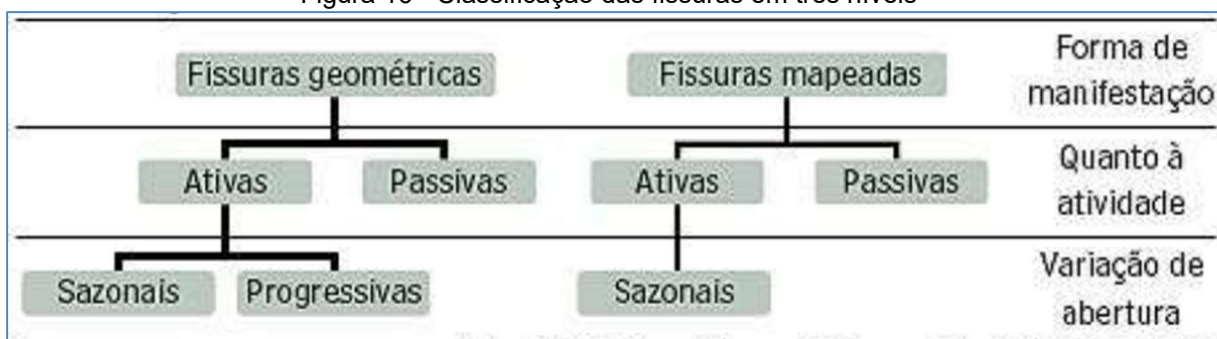 Fissuras geométricas Fissuras mapeadas Forma de
manifestação
Ativas Passivas Ativas Passivas Quanto à
atividade
Sazonais Progressivas Sazonais Variação de
abertura